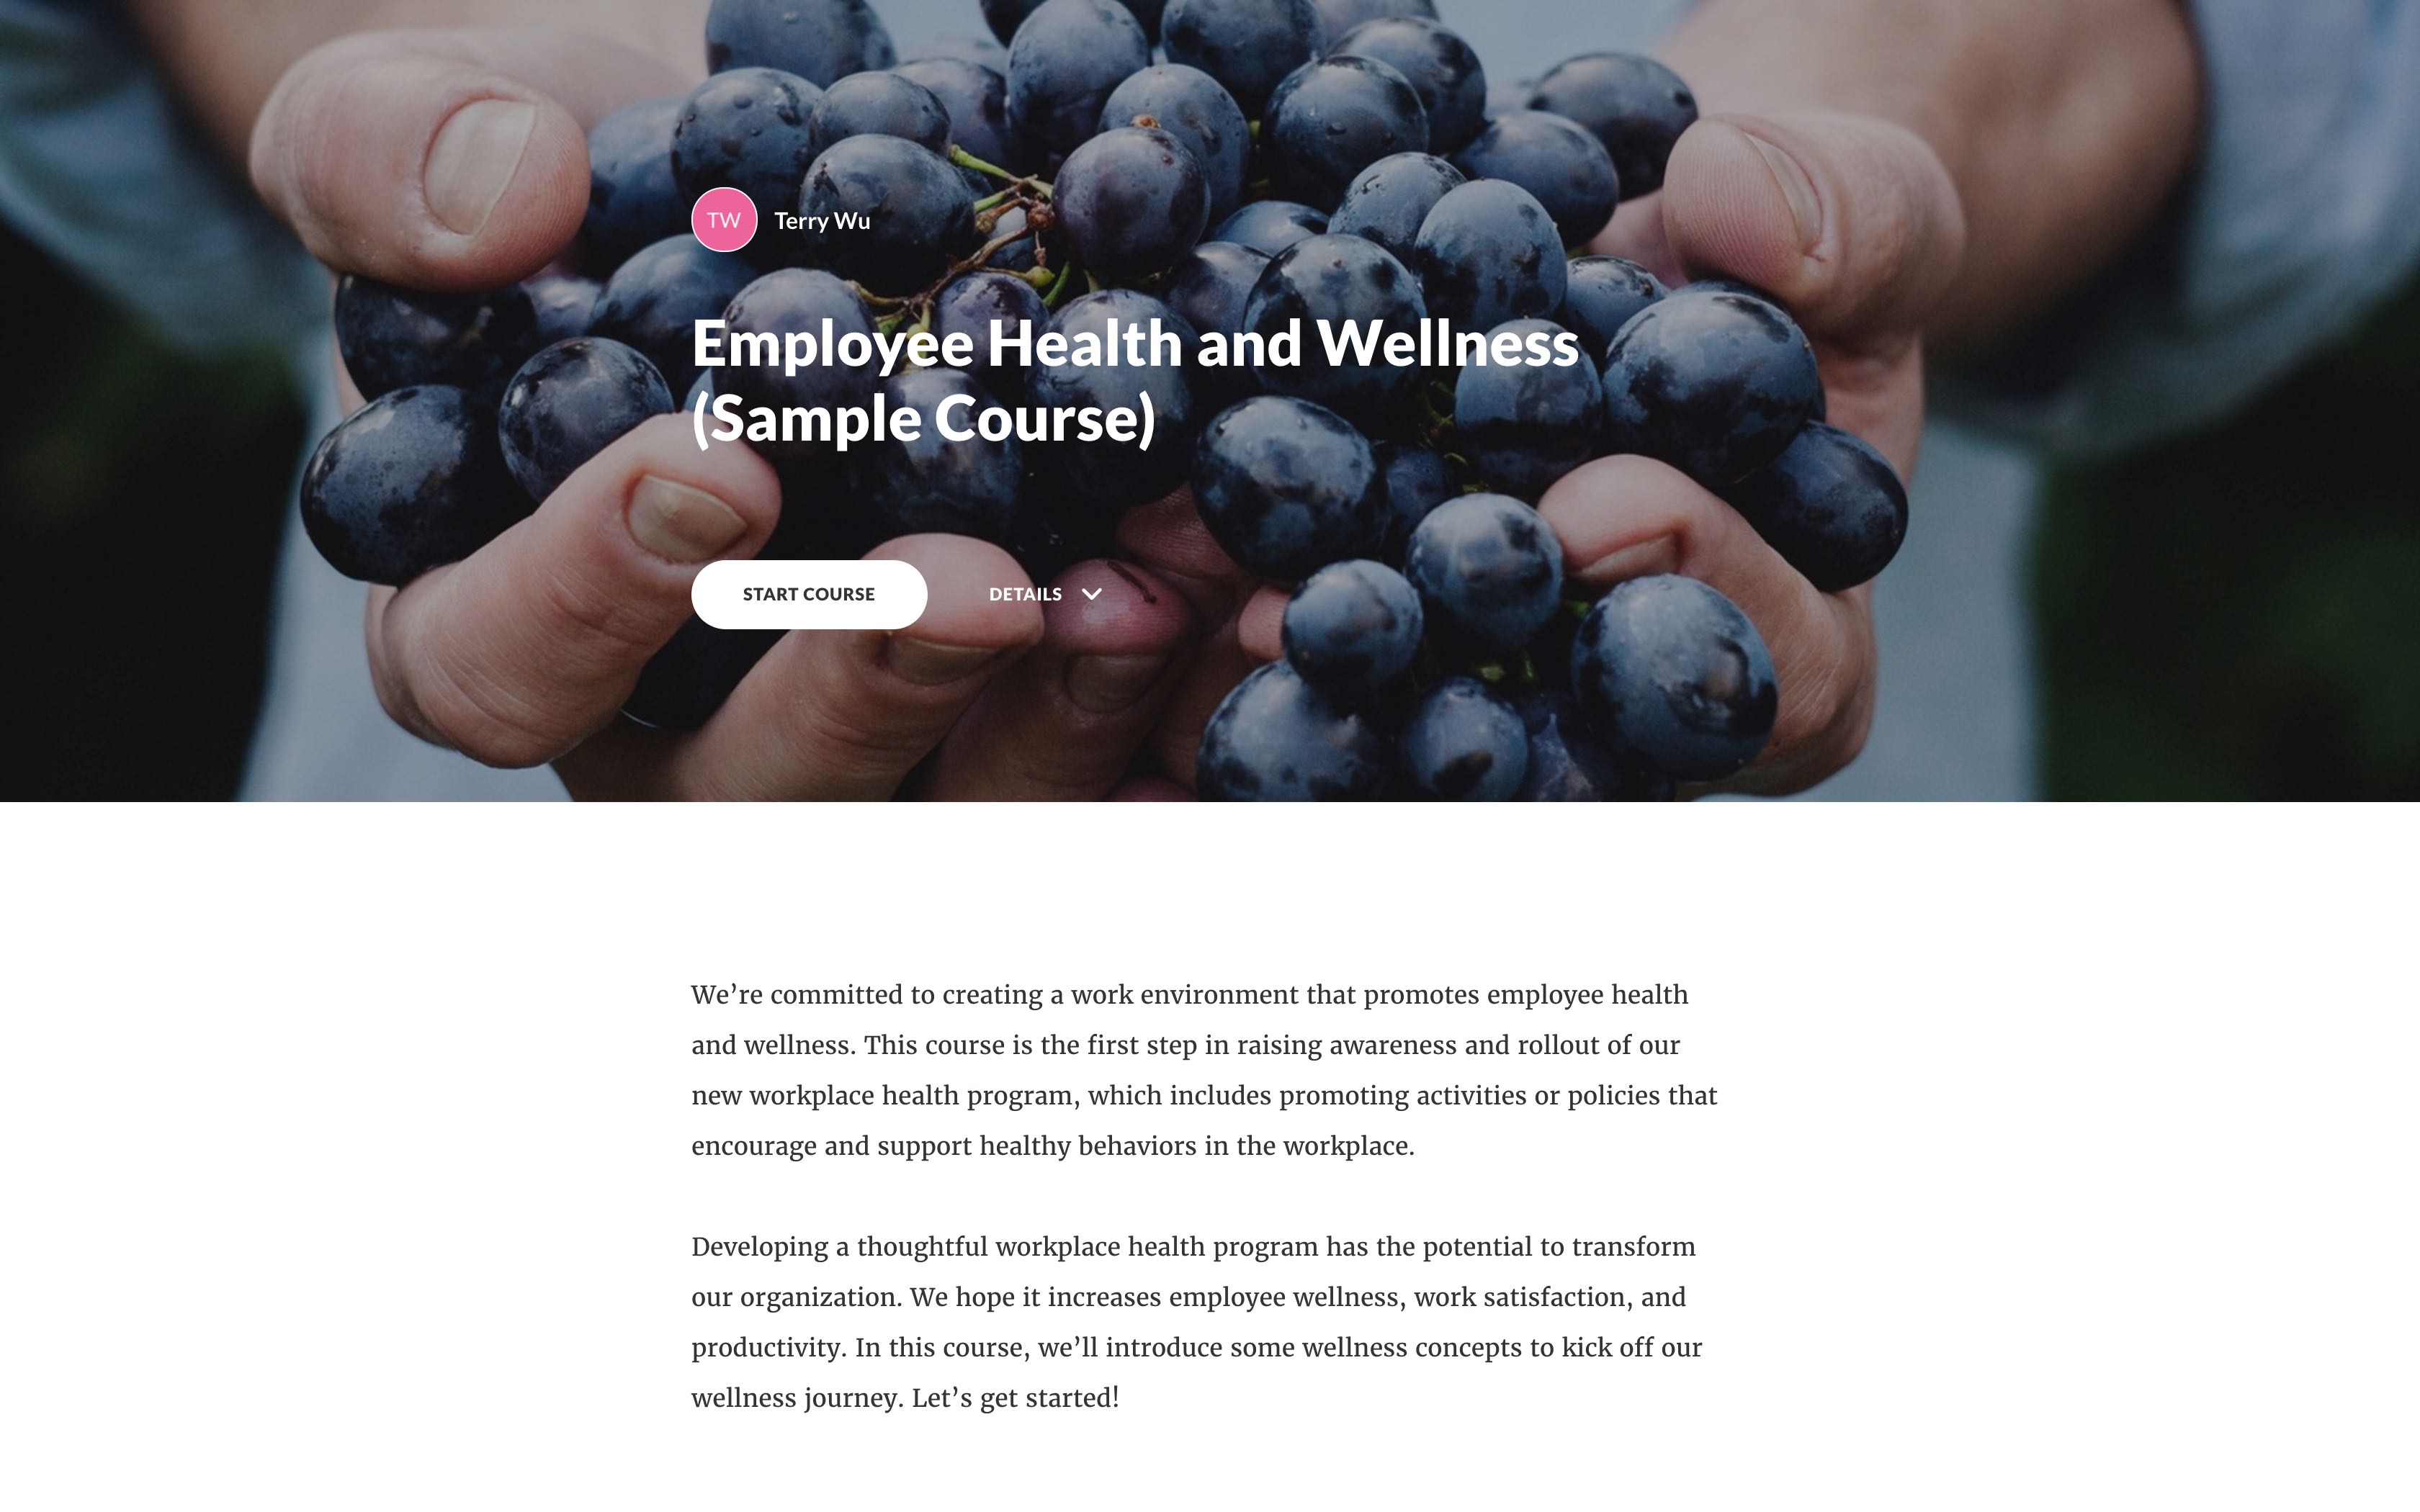 TW Terry Wu
Employee Health and Wellness
(Sample Course)
START COURSE DETAILS
We’re committed to creating a work environment that promotes employee health
and wellness. This course is the first step in raising awareness and rollout of our
new workplace health program, which includes promoting activities or policies that
encourage and support healthy behaviors in the workplace.
Developing a thoughtful workplace health program has the potential to transform
our organization. We hope it increases employee wellness, work satisfaction, and
productivity. In this course, we’ll introduce some wellness concepts to kick off our
wellness journey. Let’s get started!